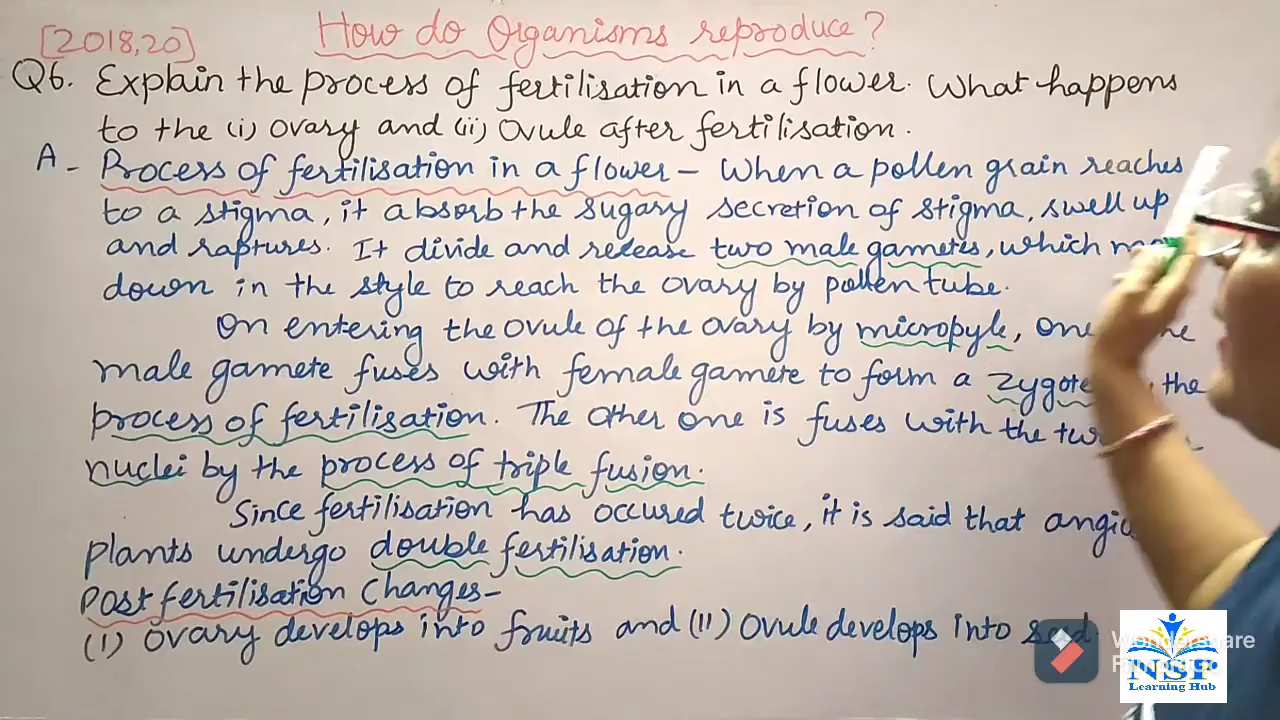 [2018,20]
How do Organisms reproduce?
Q6. Explain the process of fertilisation in a flower. What happens
to the (i) Ovary and (ii) Ovule after fertilisation.
A - Process of fertilisation in a flower - When a pollen grain reaches
to a stigma, it absorb the sugary secretion of stigma, swell up
and raptures. It divide and release two male gametes, which
down in the style to reach the ovary by pollen tube.
On entering the ovule of the ovary by micropyle, one
male gamete fuses with female gamete to form a zygote the
process of fertilisation. The other one is fuses with the
nuclei by the process of triple fusion.
Since fertilisation has occured twice, it is said that
plants undergo double fertilisation.
Post fertilisation Changes-
(i) Ovary develops into fruits and (ii) Ovule develops into seed.
Wondershare
Filmora
NSP
Learning Hub